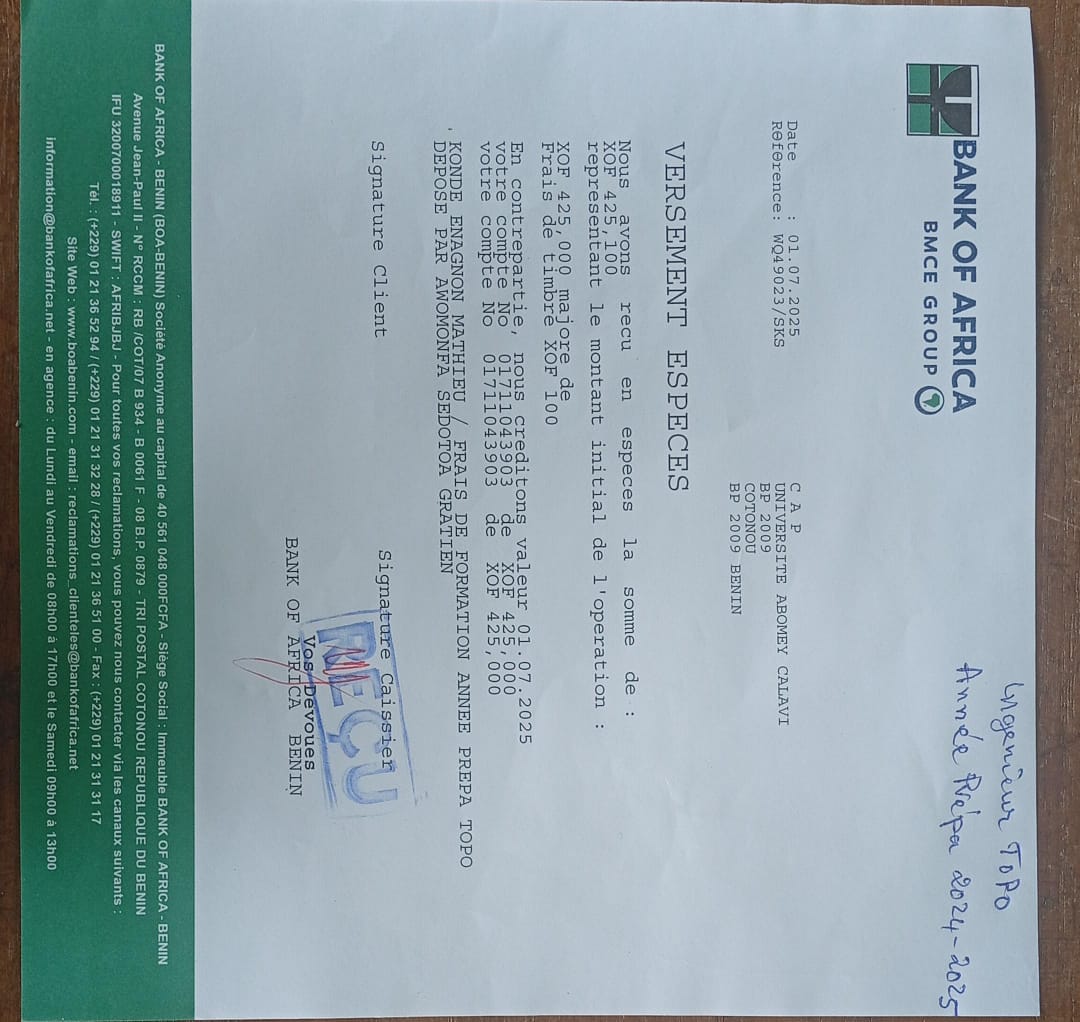 Ingénieur TOPO
Année Prépa 2024-2025
BANK OF AFRICA
BMCE GROUP
Date : 01.07.2025
Référence: WQ49023/SKS
C A P
UNIVERSITE ABOMEY CALAVI
BP 2009
COTONOU
BP 2009 BENIN
VERSEMENT ESPECES
Nous avons recu en especes la somme de :
XOF 425,100
representant le montant initial de l'operation :
XOF 425,000 majore de
Frais de timbre XOF 100
En contrepartie, nous creditons valeur 01.07.2025
votre compte No 01711043903 de XOF 425,000
votre compte No 01711043903 de XOF 425,000
KONDE ENAGNON MATHIEU/ FRAIS DE FORMATION ANNEE PREPA TOPO
DEPOSE PAR AWOMONFA SEDOTOA GRATIEN
Signature Client
Signature Caissier
REÇU
Vos Dévoues
BANK OF AFRICA BENIN
BANK OF AFRICA - BENIN (BOA-BENIN) Société Anonyme au capital de 40 561 048 000FCFA - Siège Social : Immeuble BANK OF AFRICA - BENIN
Avenue Jean-Paul II - N° RCCM : RB /COT/07 B 934 - B 0061 F - 08 B.P. 0879 - TRI POSTAL COTONOU REPUBLIQUE DU BENIN
IFU 3200700018911 - SWIFT : AFRIBJBJ - Pour toutes vos reclamations, vous pouvez nous contacter via les canaux suivants :
Tél. : (+229) 01 21 36 52 94 / (+229) 01 21 31 32 28 / (+229) 01 21 36 51 00 - Fax : (+229) 01 21 31 31 17
Site Web : www.boabenin.com - email : reclamations_clienteles@bankofafrica.net
information@bankofafrica.net - en agence : du Lundi au Vendredi de 08h00 à 17h00 et le Samedi 09h00 à 13h00